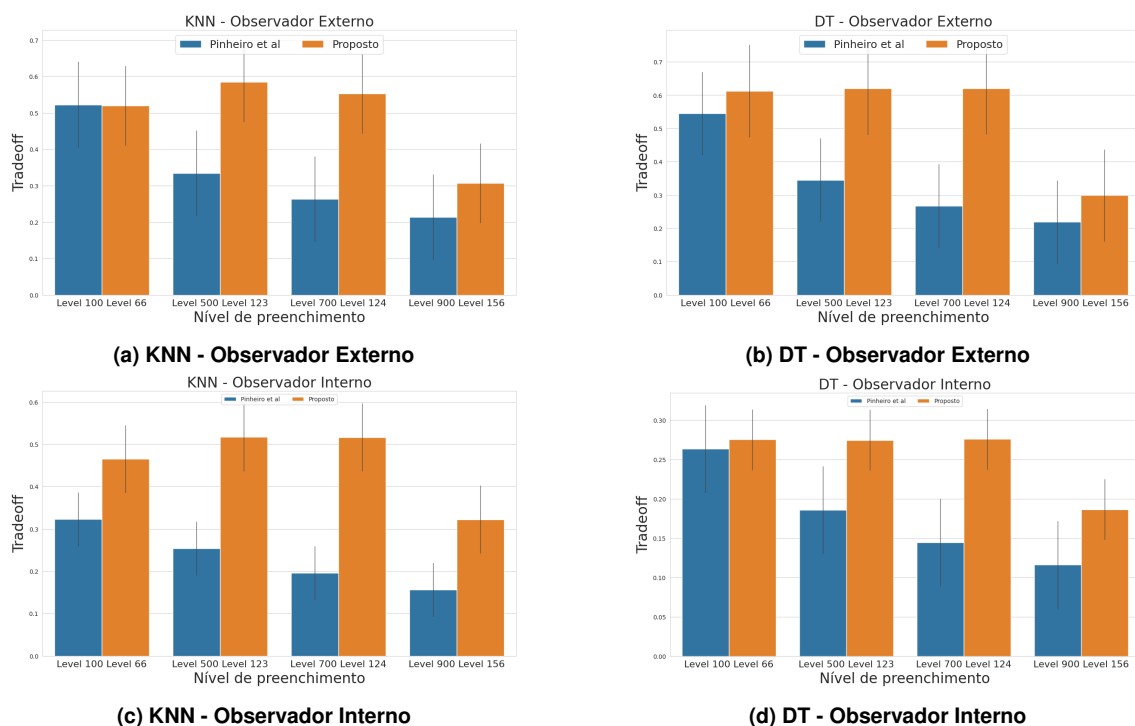 KNN - Observador Externo
Pinheiro et al Proposto
0.7
0.6
0.5
0.4
0.3
0.2
0.1
0.0
Tradeoff
Level 100 Level 66 Level 500 Level 123 Level 700 Level 124 Level 900 Level 156
Nível de preenchimento
(a) KNN - Observador Externo
DT - Observador Externo
Pinheiro et al Proposto
0.7
0.6
0.5
0.4
0.3
0.2
0.1
0.0
Tradeoff
Level 100 Level 66 Level 500 Level 123 Level 700 Level 124 Level 900 Level 156
Nível de preenchimento
(b) DT - Observador Externo
KNN - Observador Interno
Pinheiro et al Proposto
0.6
0.5
0.4
0.3
0.2
0.1
0.0
Tradeoff
Level 100 Level 66 Level 500 Level 123 Level 700 Level 124 Level 900 Level 156
Nível de preenchimento
(c) KNN - Observador Interno
DT - Observador Interno
Pinheiro et al Proposto
0.30
0.25
0.20
0.15
0.10
0.05
0.00
Tradeoff
Level 100 Level 66 Level 500 Level 123 Level 700 Level 124 Level 900 Level 156
Nível de preenchimento
(d) DT - Observador Interno